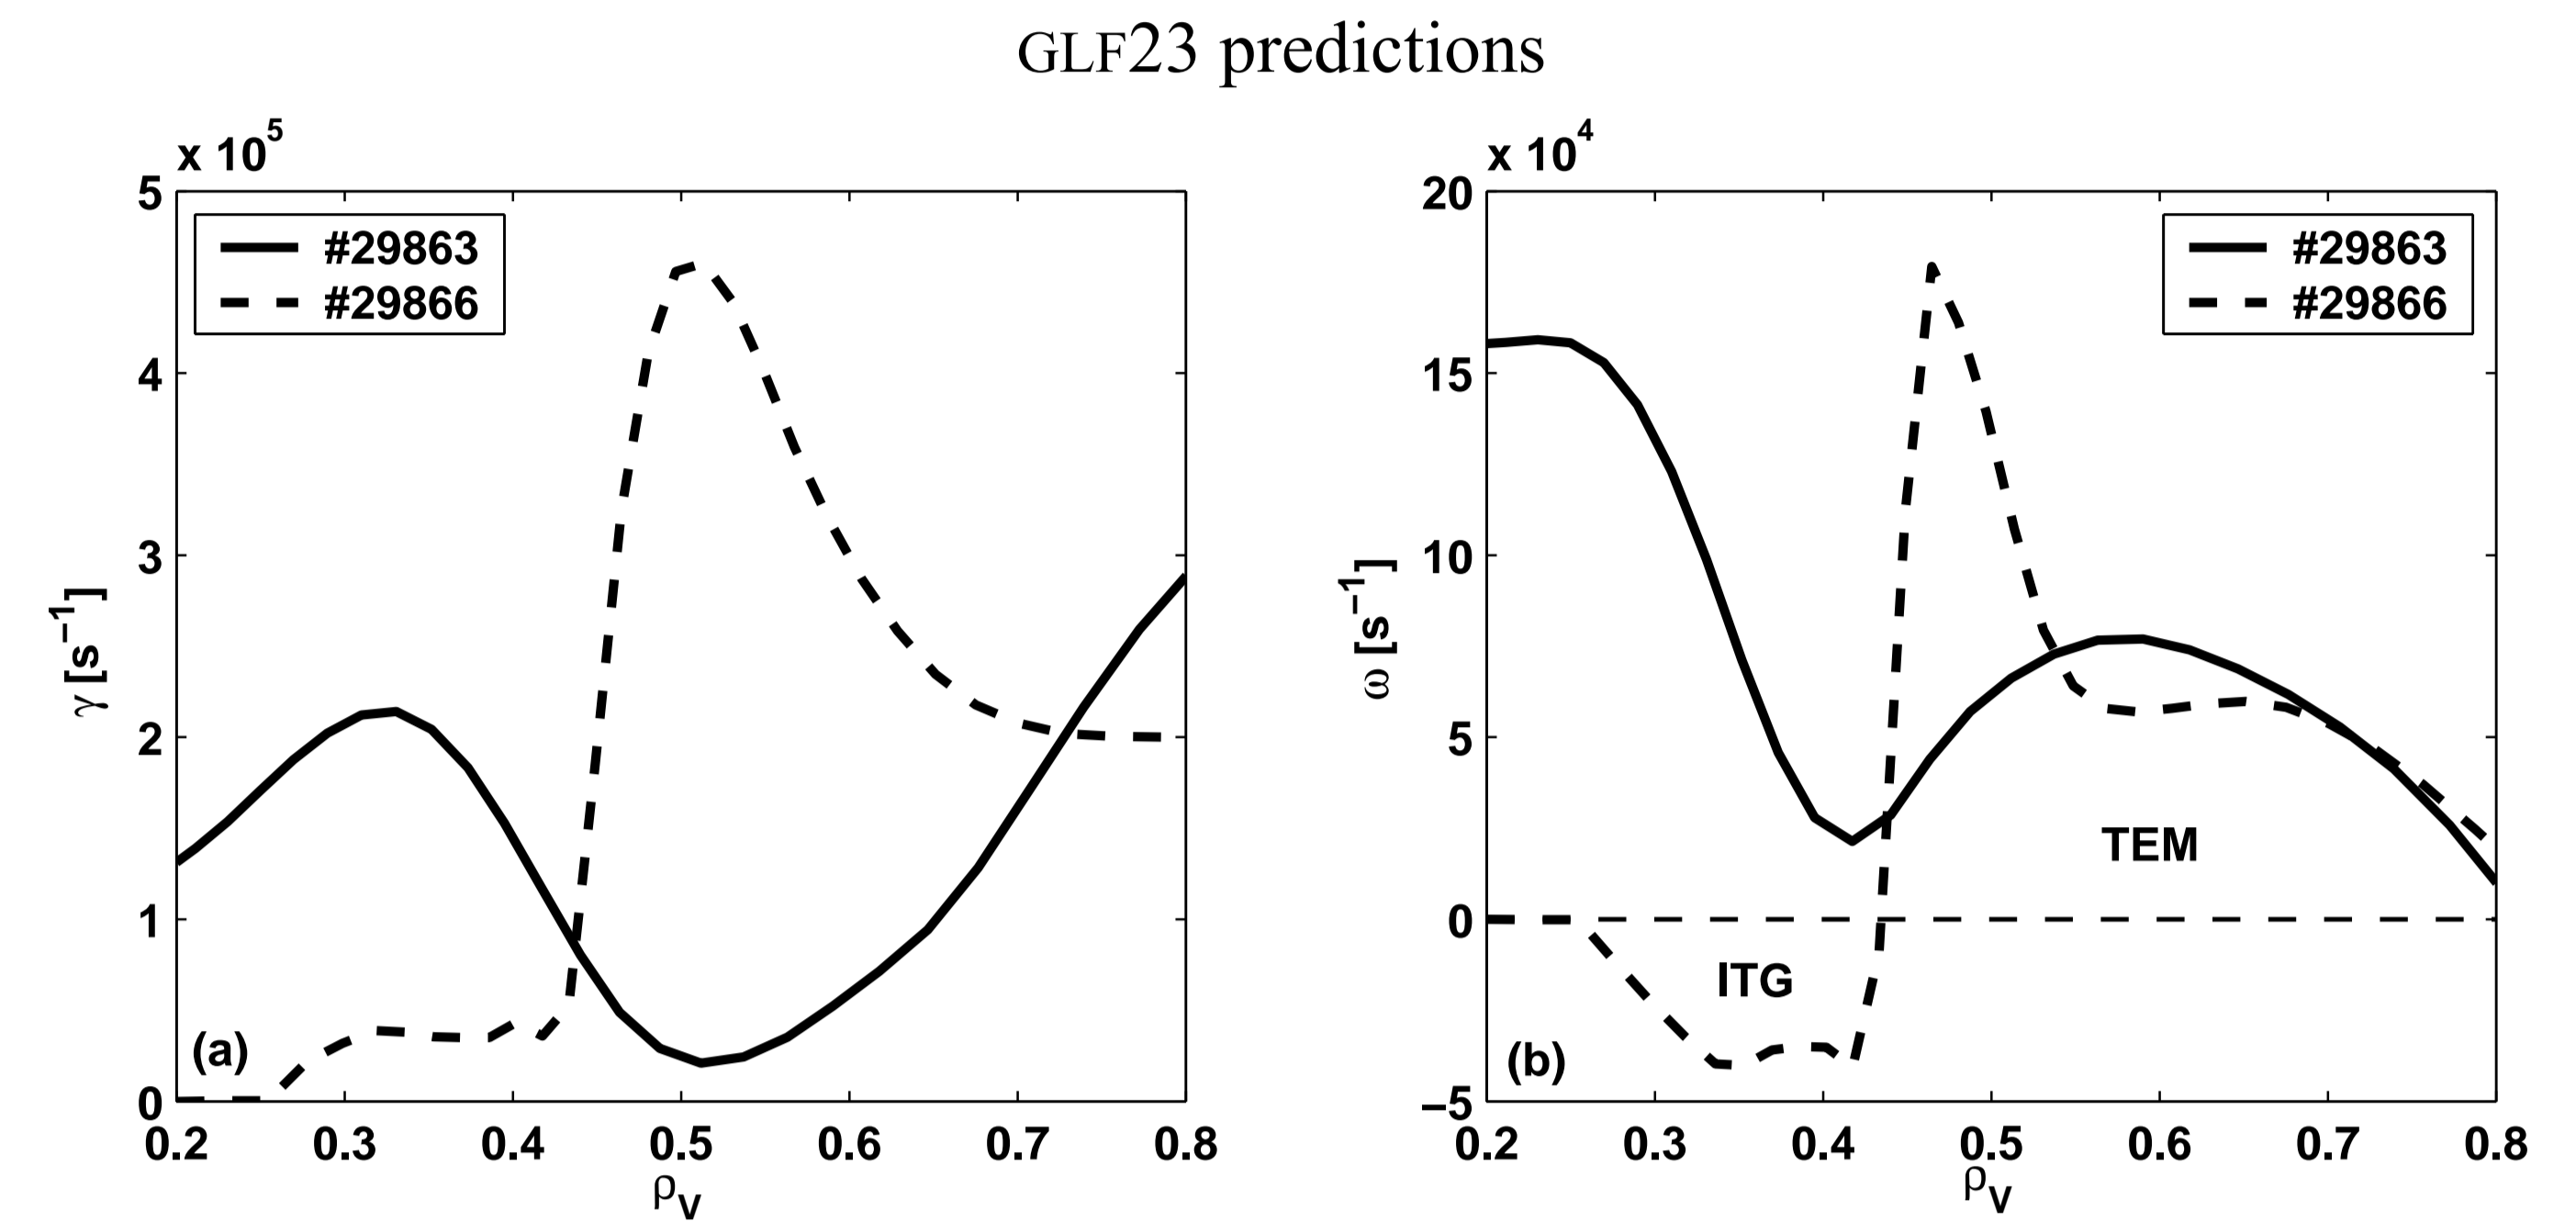 GLF23 predictions
x 10^5
5
4
3
2
1
0
γ [s^−1]
#29863
#29866
(a)
0.2 0.3 0.4 0.5 0.6 0.7 0.8
ρ_V
x 10^4
20
15
10
5
0
−5
ω [s^−1]
#29863
#29866
TEM
ITG
(b)
0.2 0.3 0.4 0.5 0.6 0.7 0.8
ρ_V